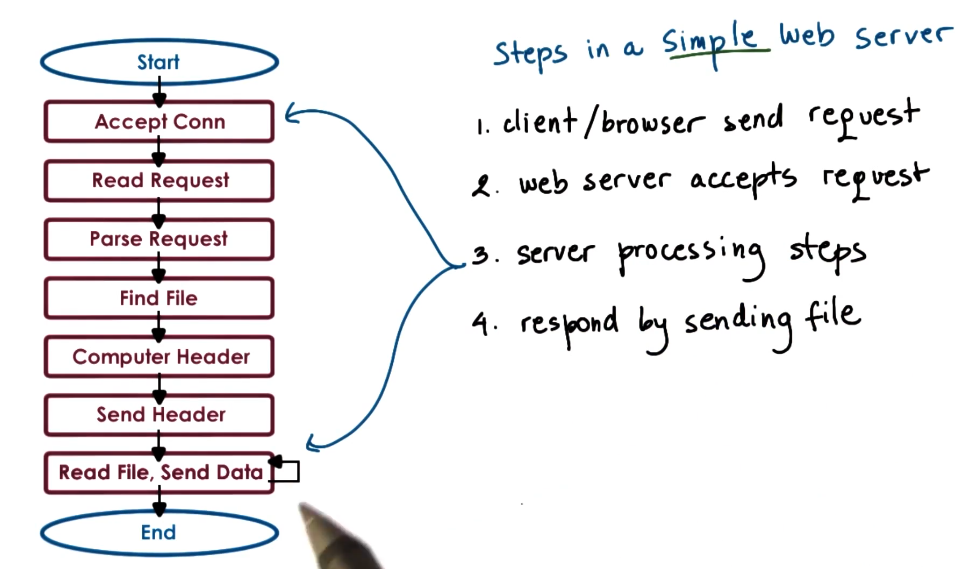 Steps in a Simple Web Server
Start
Accept Conn
Read Request
Parse Request
Find File
Computer Header
Send Header
Read File, Send Data
End
1. client/browser send request
2. web server accepts request
3. server processing steps
4. respond by sending file